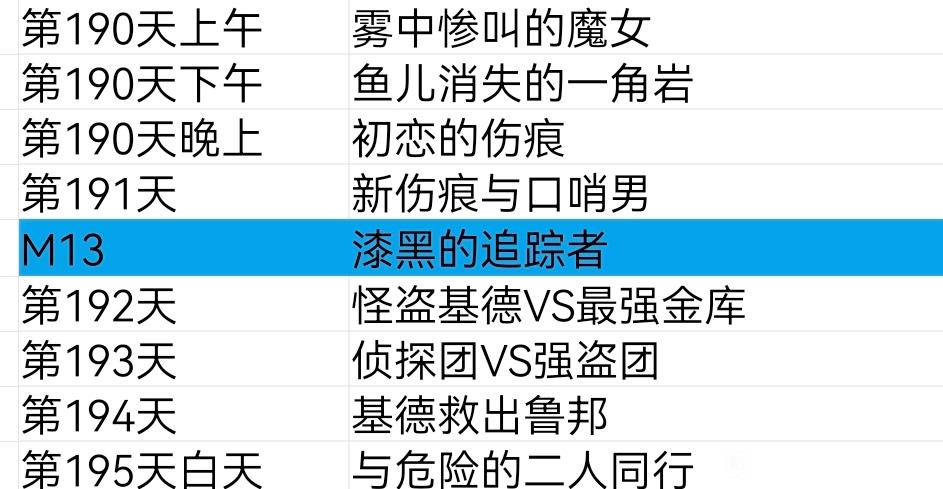 第190天上午 雾中惨叫的魔女
第190天下午 鱼儿消失的一角岩
第190天晚上 初恋的伤痕
第191天 新伤痕与口哨男
M13 漆黑的追踪者
第192天 怪盗基德VS最强金库
第193天 侦探团VS强盗团
第194天 基德救出鲁邦
第195天白天 与危险的二人同行